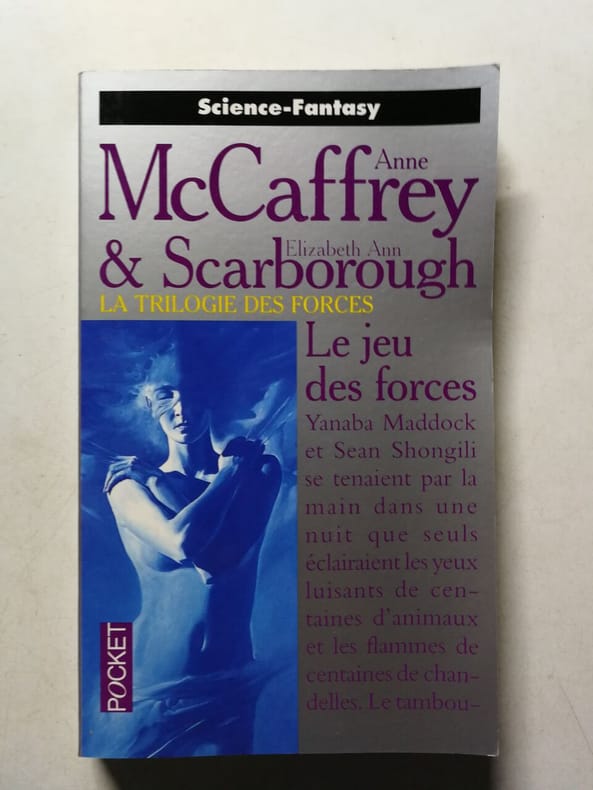 Science-Fantasy
Anne
McCaffrey
Elizabeth Ann
& Scarborough
LA TRILOGIE DES FORCES
Le jeu
des forces
Yanaba Maddock
et Sean Shongili
se tenaient par la
main dans une
nuit que seuls
éclairaient les yeux
luisants de cen-
taines d'animaux
et les flammes de
centaines de chan-
delles. Le tambou-
POCKET